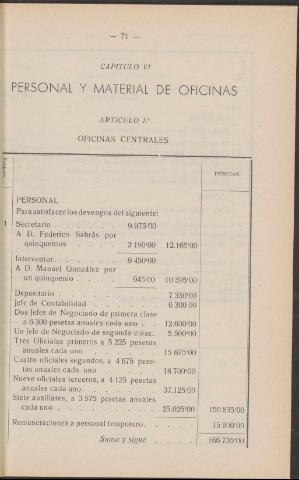 — 71 —
CAPITULO VI
PERSONAL Y MATERIAL DE OFICINAS
ARTICULO 1.º
OFICINAS CENTRALES
PESETAS
PERSONAL
Para satisfacer los devengos del siguiente:
1 Secretario . . . . . 9.975'00
A D. Federico Sabrás por
quinquenios . . . . 2.190'00 12.165'00
Interventor. . . . . 9.450'00
A D. Manuel González por
un quinquenio . . . . 945'00 10.395'00
Depositario . . . . . 7.350'00
Jefe de Contabilidad . . . . . 6.300'00
Dos Jefes de Negociado de primera clase
a 6.300 pesetas anuales cada uno . . 12.600'00
Un Jefe de Negociado de segunda clase. 5.500'00
Tres Oficiales primeros a 5.225 pesetas
anuales cada uno . . . . . 15.675'00
Cuatro oficiales segundos, a 4.675 pese-
tas anuales cada uno . . . . 18.700'00
Nueve oficiales terceros, a 4.125 pesetas
anuales cada uno. . . . . 37.125'00
Siete auxiliares, a 3.575 pesetas anuales
cada uno . . . . . 25.025'00 150.835'00
Remuneraciones a personal temporero. . . . 15.900'00
Suma y sigue . . . . 166.735'00